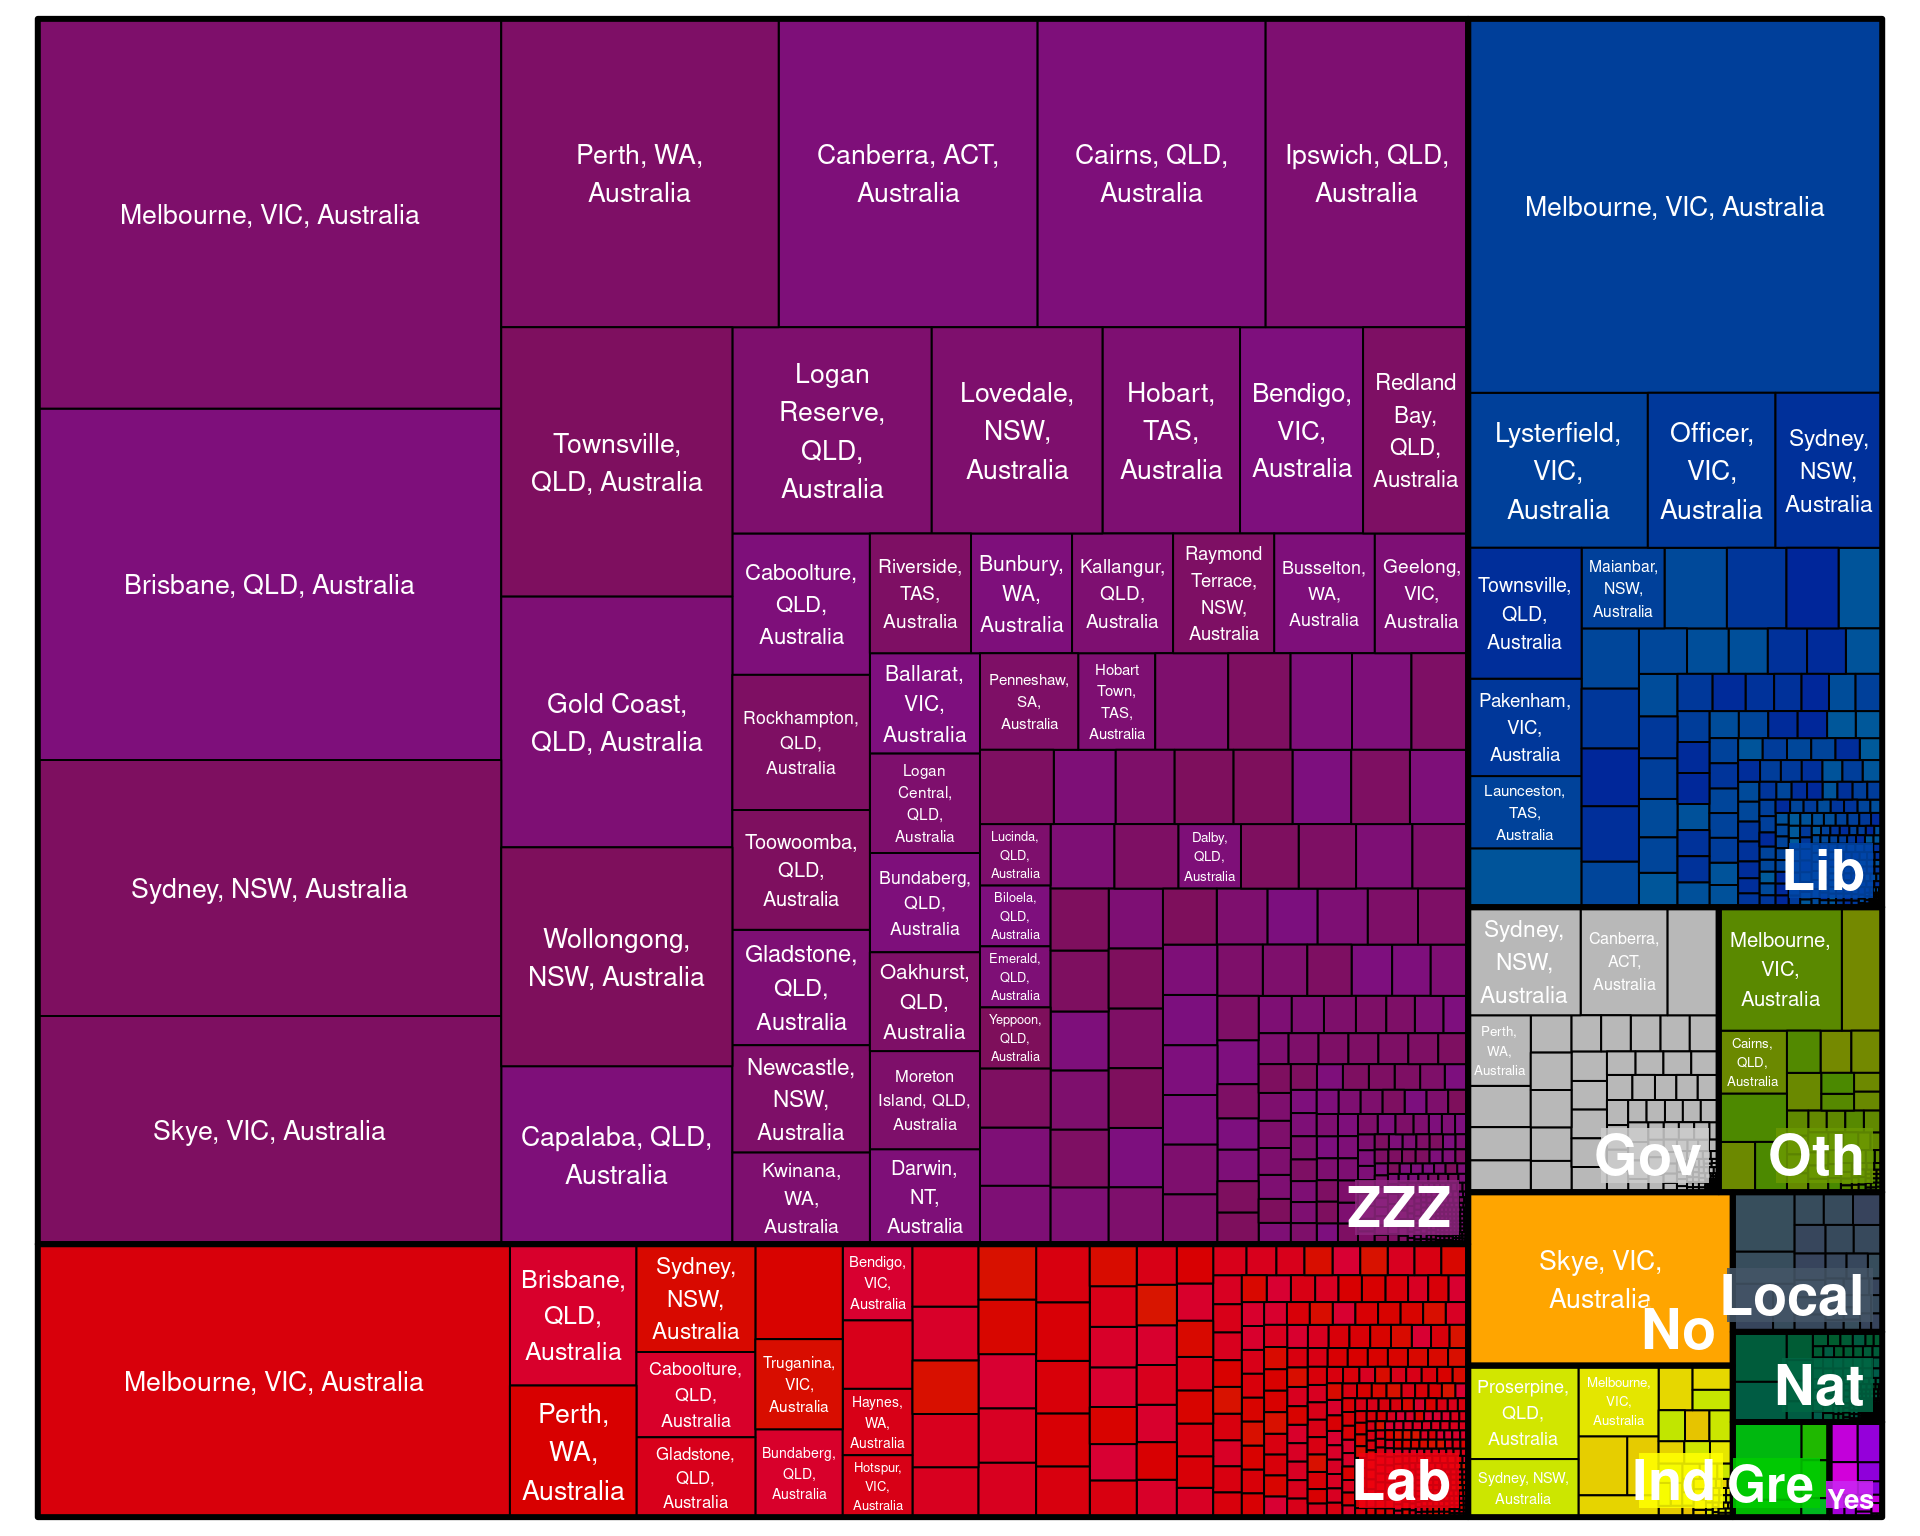 Melbourne, VIC, Australia
Brisbane, QLD, Australia
Sydney, NSW, Australia
Skye, VIC, Australia
Perth, WA,
Australia
Canberra, ACT,
Australia
Cairns, QLD,
Australia
Ipswich, QLD,
Australia
Townsville,
QLD, Australia
Gold Coast,
QLD, Australia
Wollongong,
NSW, Australia
Capalaba, QLD,
Australia
Logan
Reserve,
QLD,
Australia
Lovedale,
NSW,
Australia
Hobart,
TAS,
Australia
Bendigo,
VIC,
Australia
Redland
Bay,
QLD,
Australia
Caboolture,
QLD,
Australia
Rockhampton,
QLD,
Australia
Toowoomba,
QLD,
Australia
Gladstone,
QLD,
Australia
Newcastle,
NSW,
Australia
Kwinana,
WA,
Australia
Riverside,
TAS,
Australia
Bunbury,
WA,
Australia
Kallangur,
QLD,
Australia
Raymond
Terrace,
NSW,
Australia
Busselton,
WA,
Australia
Geelong,
VIC,
Australia
Ballarat,
VIC,
Australia
Logan
Central,
QLD,
Australia
Bundaberg,
QLD,
Australia
Oakhurst,
QLD,
Australia
Moreton
Island, QLD,
Australia
Darwin,
NT,
Australia
Penneshaw,
SA,
Australia
Hobart
Town,
TAS,
Australia
Lucinda,
QLD,
Australia
Biloela,
QLD,
Australia
Emerald,
QLD,
Australia
Yeppoon,
QLD,
Australia
Dalby,
QLD,
Australia
ZZZ
Melbourne, VIC, Australia
Brisbane,
QLD,
Australia
Perth,
WA,
Australia
Sydney,
NSW,
Australia
Caboolture,
QLD,
Australia
Gladstone,
QLD,
Australia
Truganina,
VIC,
Australia
Bundaberg,
QLD,
Australia
Bendigo,
VIC,
Australia
Haynes,
WA,
Australia
Hotspur,
VIC,
Australia
Lab
Melbourne, VIC, Australia
Lysterfield,
VIC,
Australia
Officer,
VIC,
Australia
Sydney,
NSW,
Australia
Townsville,
QLD,
Australia
Pakenham,
VIC,
Australia
Launceston,
TAS,
Australia
Maianbar,
NSW,
Australia
Lib
Sydney,
NSW,
Australia
Canberra,
ACT,
Australia
Perth,
WA,
Australia
Gov
Melbourne,
VIC,
Australia
Cairns,
QLD,
Australia
Oth
Skye, VIC,
Australia
No
Local
Nat
Proserpine,
QLD,
Australia
Sydney, NSW,
Australia
Melbourne,
VIC,
Australia
Ind
Gre
Yes